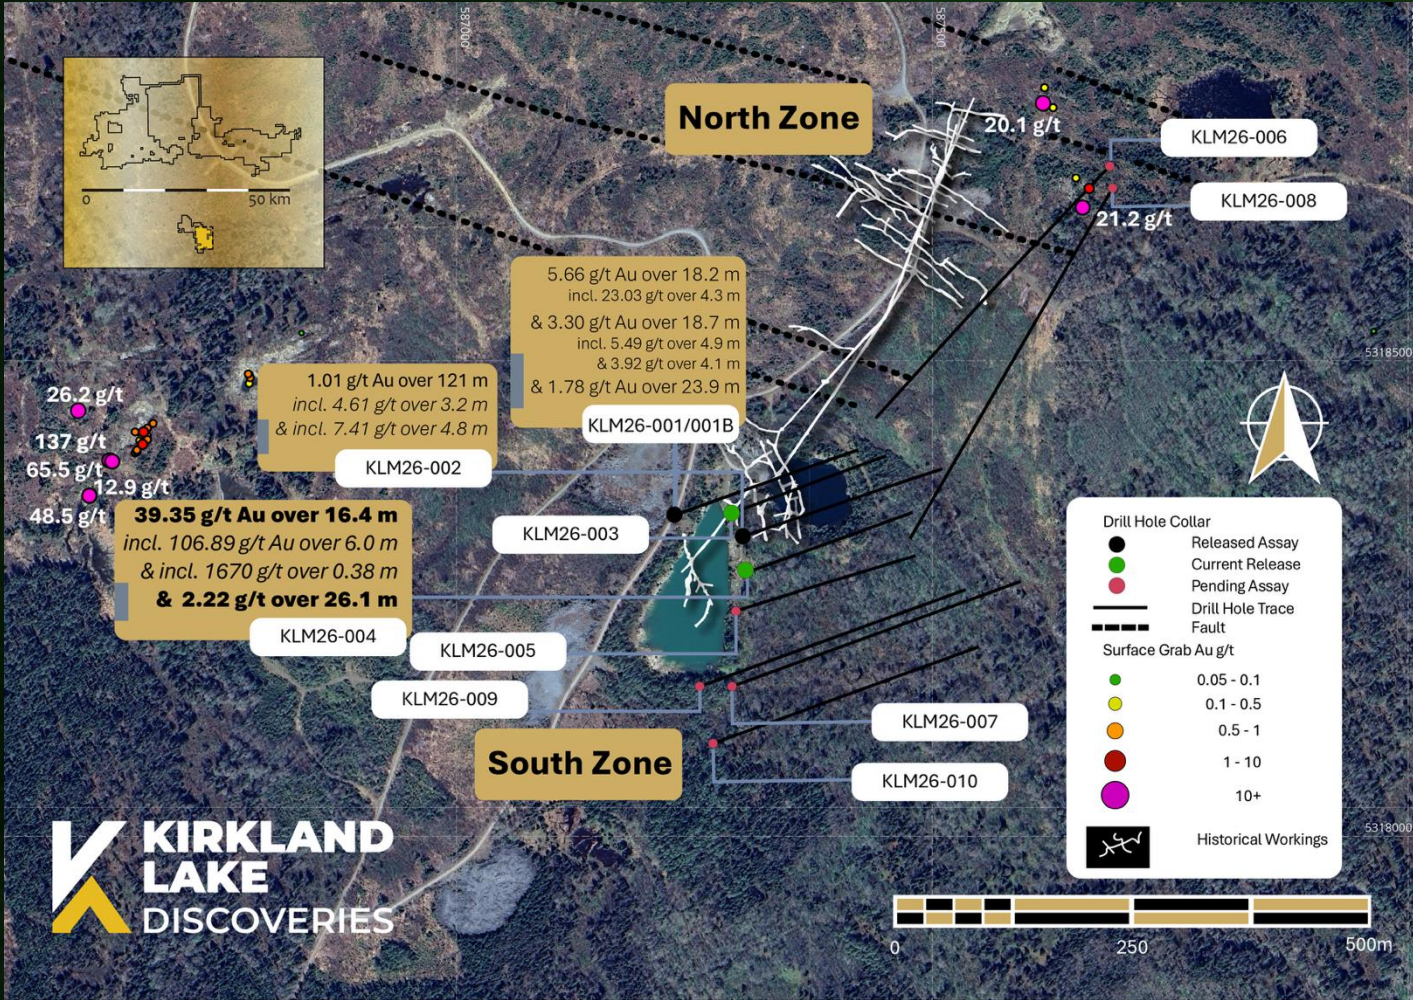 587000
587500
North Zone
20.1 g/t
KLM26-006
KLM26-008
21.2 g/t
0
50 km
5.66 g/t Au over 18.2 m
incl. 23.03 g/t over 4.3 m
& 3.30 g/t Au over 18.7 m
incl. 5.49 g/t over 4.9 m
& 3.92 g/t over 4.1 m
& 1.78 g/t Au over 23.9 m
KLM26-001/001B
5318500
1.01 g/t Au over 121 m
incl. 4.61 g/t over 3.2 m
& incl. 7.41 g/t over 4.8 m
KLM26-002
26.2 g/t
137 g/t
65.5 g/t
12.9 g/t
48.5 g/t
39.35 g/t Au over 16.4 m
incl. 106.89 g/t Au over 6.0 m
& incl. 1670 g/t over 0.38 m
& 2.22 g/t over 26.1 m
KLM26-004
KLM26-003
KLM26-005
KLM26-009
KLM26-007
KLM26-010
South Zone
Drill Hole Collar
Released Assay
Current Release
Pending Assay
Drill Hole Trace
Fault
Surface Grab Au g/t
0.05 - 0.1
0.1 - 0.5
0.5 - 1
1 - 10
10+
Historical Workings
5318000
KIRKLAND
LAKE
DISCOVERIES
0
250
500m